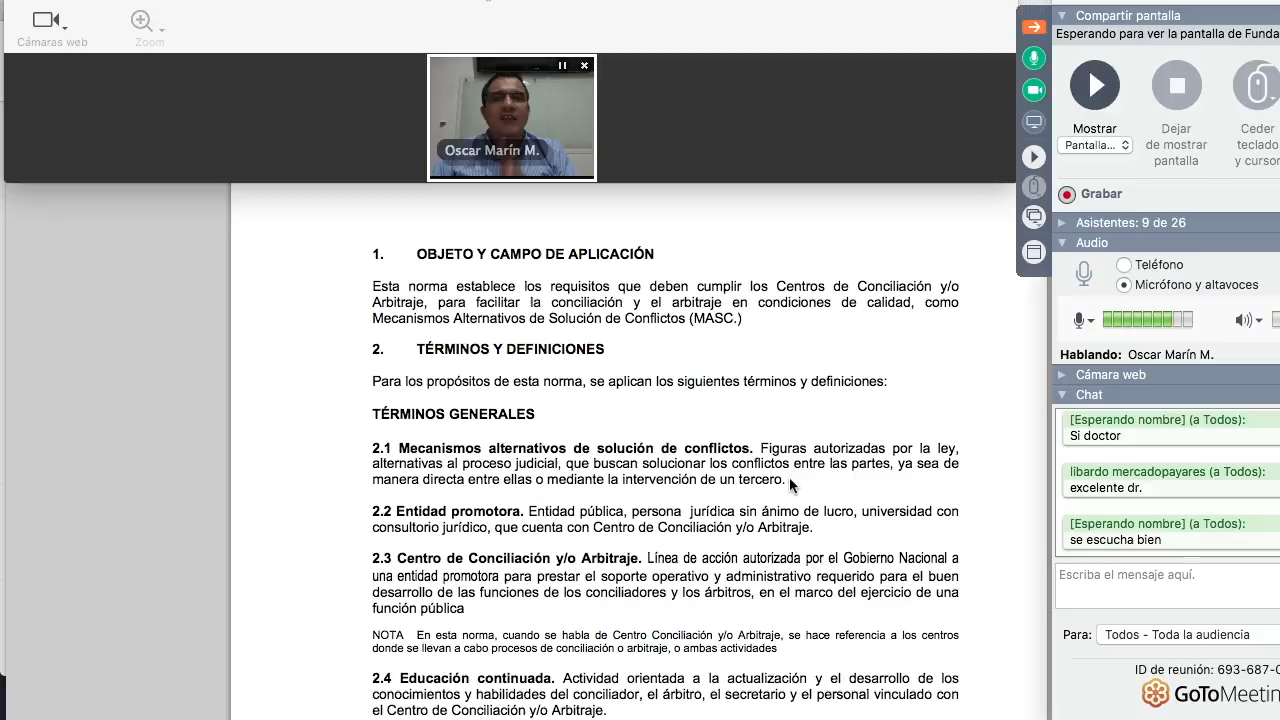 Cámaras web
Zoom
Oscar Marín M.
1. OBJETO Y CAMPO DE APLICACIÓN
Esta norma establece los requisitos que deben cumplir los Centros de Conciliación y/o
Arbitraje, para facilitar la conciliación y el arbitraje en condiciones de calidad, como
Mecanismos Alternativos de Solución de Conflictos (MASC.)
2. TÉRMINOS Y DEFINICIONES
Para los propósitos de esta norma, se aplican los siguientes términos y definiciones:
TÉRMINOS GENERALES
2.1 Mecanismos alternativos de solución de conflictos. Figuras autorizadas por la ley,
alternativas al proceso judicial, que buscan solucionar los conflictos entre las partes, ya sea de
manera directa entre ellas o mediante la intervención de un tercero.
2.2 Entidad promotora. Entidad pública, persona jurídica sin ánimo de lucro, universidad con
consultorio jurídico, que cuenta con Centro de Conciliación y/o Arbitraje.
2.3 Centro de Conciliación y/o Arbitraje. Línea de acción autorizada por el Gobierno Nacional a
una entidad promotora para prestar el soporte operativo y administrativo requerido para el buen
desarrollo de las funciones de los conciliadores y los árbitros, en el marco del ejercicio de una
función pública
NOTA En esta norma, cuando se habla de Centro Conciliación y/o Arbitraje, se hace referencia a los centros
donde se llevan a cabo procesos de conciliación o arbitraje, o ambas actividades
2.4 Educación continuada. Actividad orientada a la actualización y el desarrollo de los
conocimientos y habilidades del conciliador, el árbitro, el secretario y el personal vinculado con
el Centro de Conciliación y/o Arbitraje.
Compartir pantalla
Esperando para ver la pantalla de Funda
Mostrar
Pantalla...
Dejar
de mostrar
pantalla
Ceder
teclado
y cursor
Grabar
Asistentes: 9 de 26
Audio
Teléfono
Micrófono y altavoces
Hablando: Oscar Marín M.
Cámara web
Chat
[Esperando nombre] (a Todos):
Si doctor
libardo mercadopayares (a Todos):
excelente dr.
[Esperando nombre] (a Todos):
se escucha bien
Escriba el mensaje aquí.
Para: Todos - Toda la audiencia
ID de reunión: 693-687-0
GoToMeetin